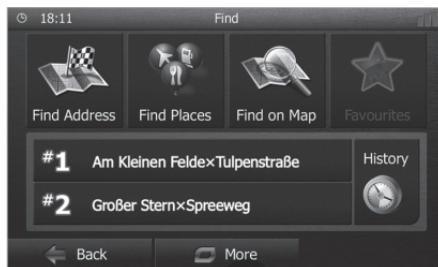 18:11 Find
Find Address Find Places Find on Map Favourites
#1 Am Kleinen Felde×Tulpenstraße
History
#2 Großer Stern×Spreeweg
Back More